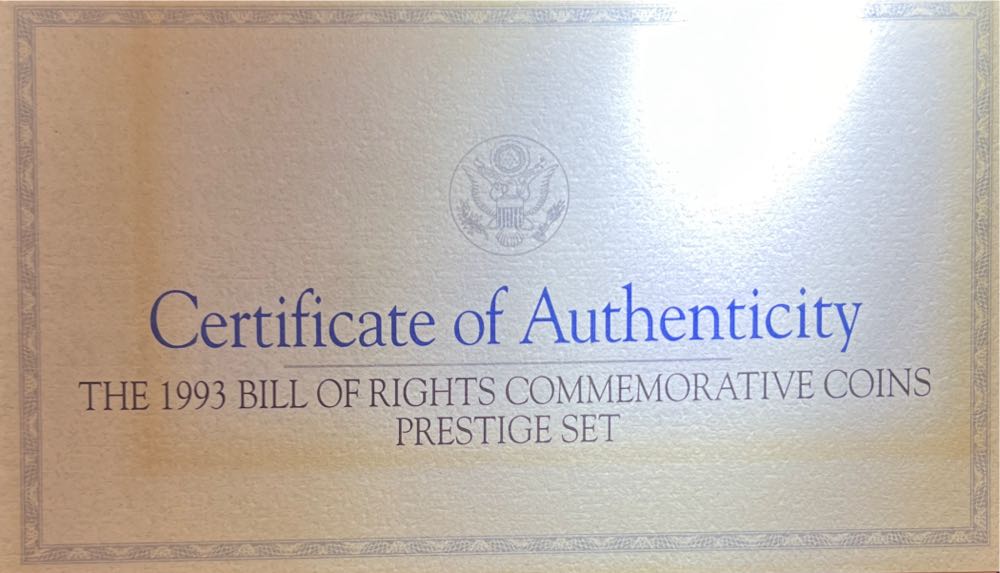 Certificate of Authenticity
THE 1993 BILL OF RIGHTS COMMEMORATIVE COINS
PRESTIGE SET